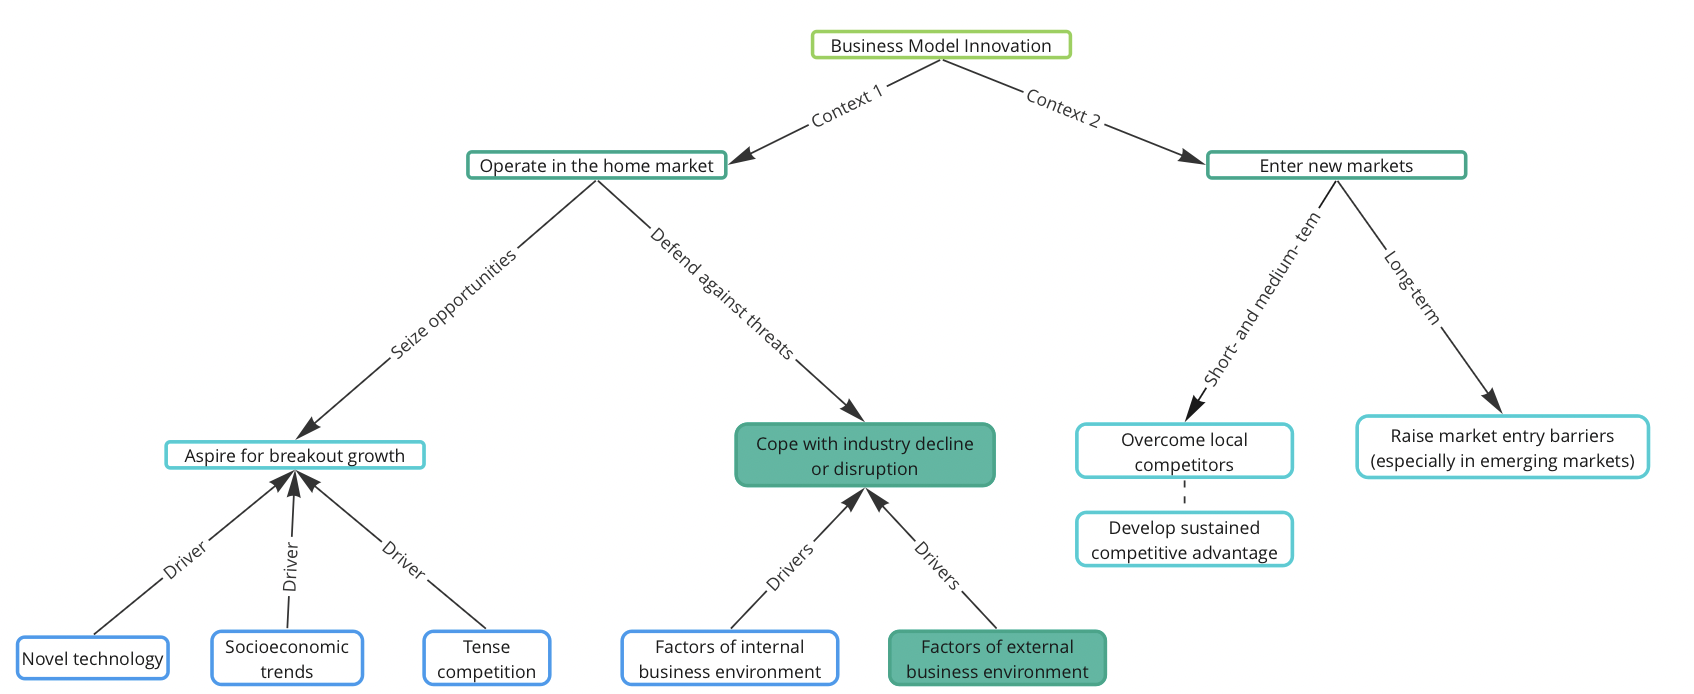 Business Model Innovation
Context 1
Context 2
Operate in the home market
Enter new markets
Seize opportunities
Defend against threats
Short- and medium- tem
Long-term
Aspire for breakout growth
Cope with industry decline
or disruption
Overcome local
competitors
Raise market entry barriers
(especially in emerging markets)
Develop sustained
competitive advantage
Driver
Driver
Driver
Drivers
Drivers
Novel technology
Socioeconomic
trends
Tense
competition
Factors of internal
business environment
Factors of external
business environment